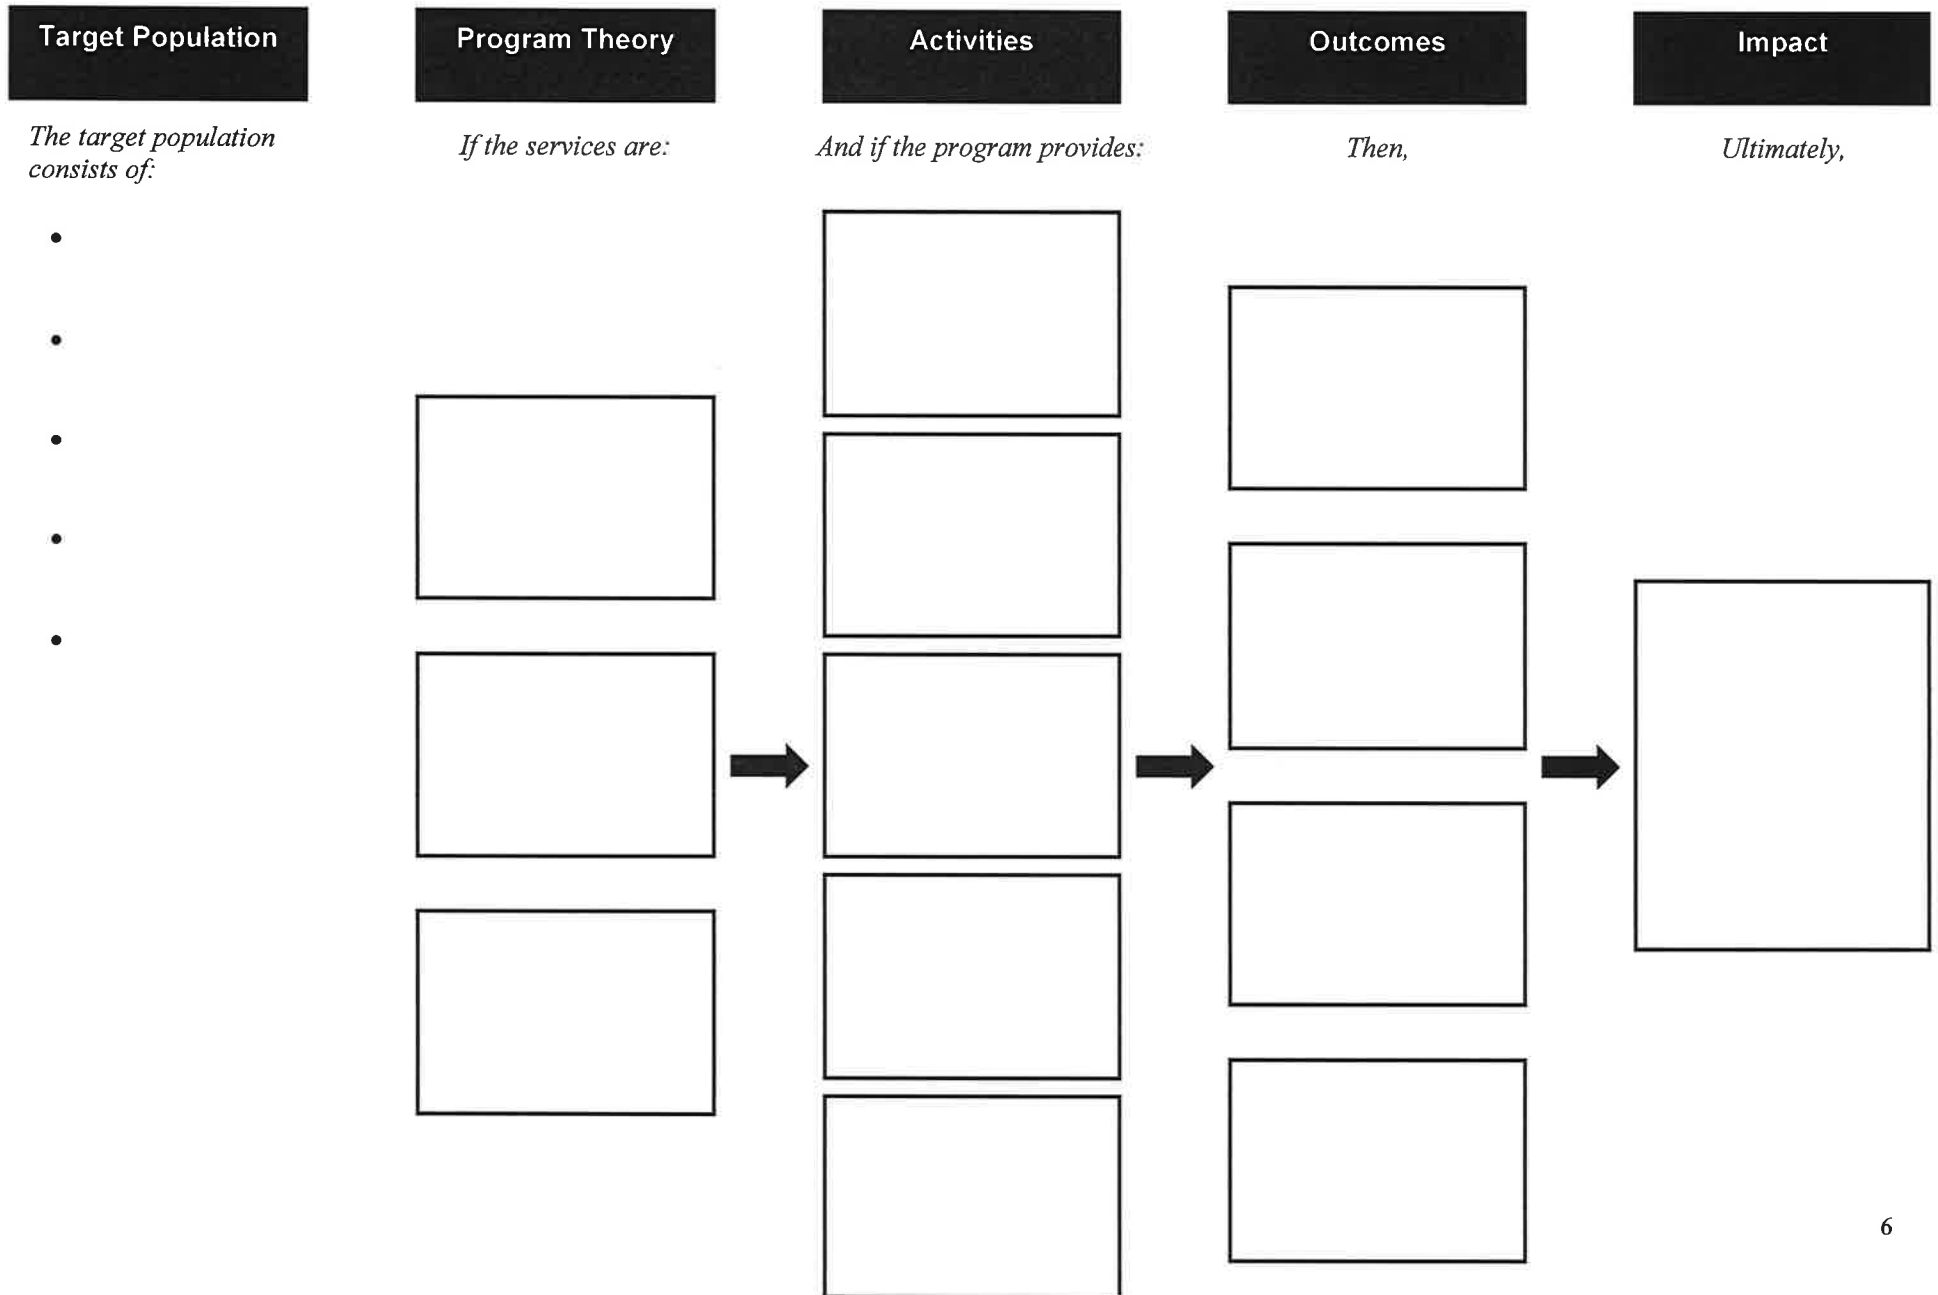 Target Population
Program Theory
Activities
Outcomes
Impact
The target population
consists of:
If the services are:
And if the program provides:
Then,
Ultimately,
•
•
•
•
•
6